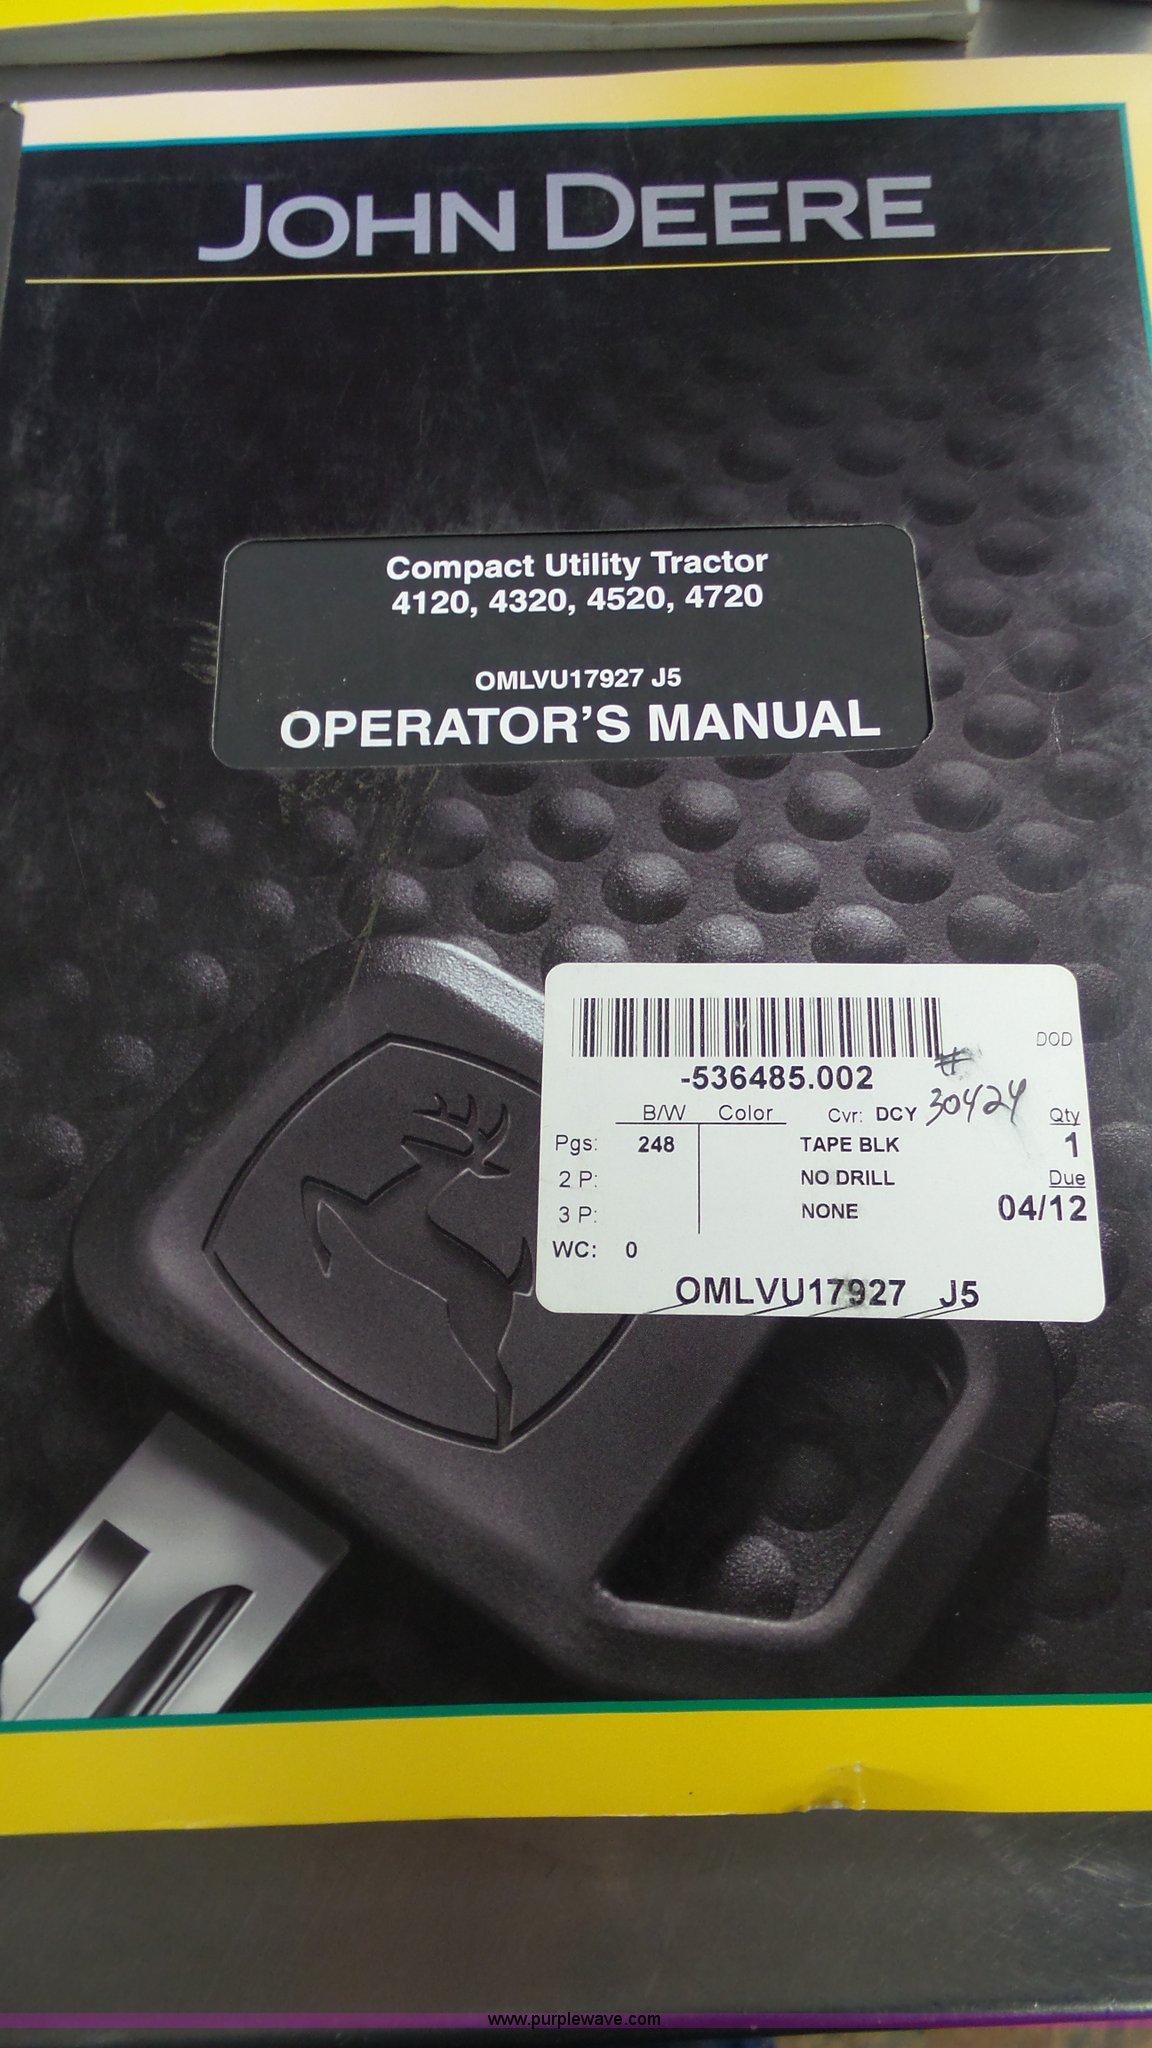 JOHN DEERE
Compact Utility Tractor
4120, 4320, 4520, 4720
OMLVU17927 J5
OPERATOR'S MANUAL
DOD
-536485.002
#
30424
B/W Color Cvr: DCY Qty
Pgs: 248 TAPE BLK 1
2 P: NO DRILL Due
3 P: NONE 04/12
WC: 0
OMLVU17927 J5
www.purplewave.com